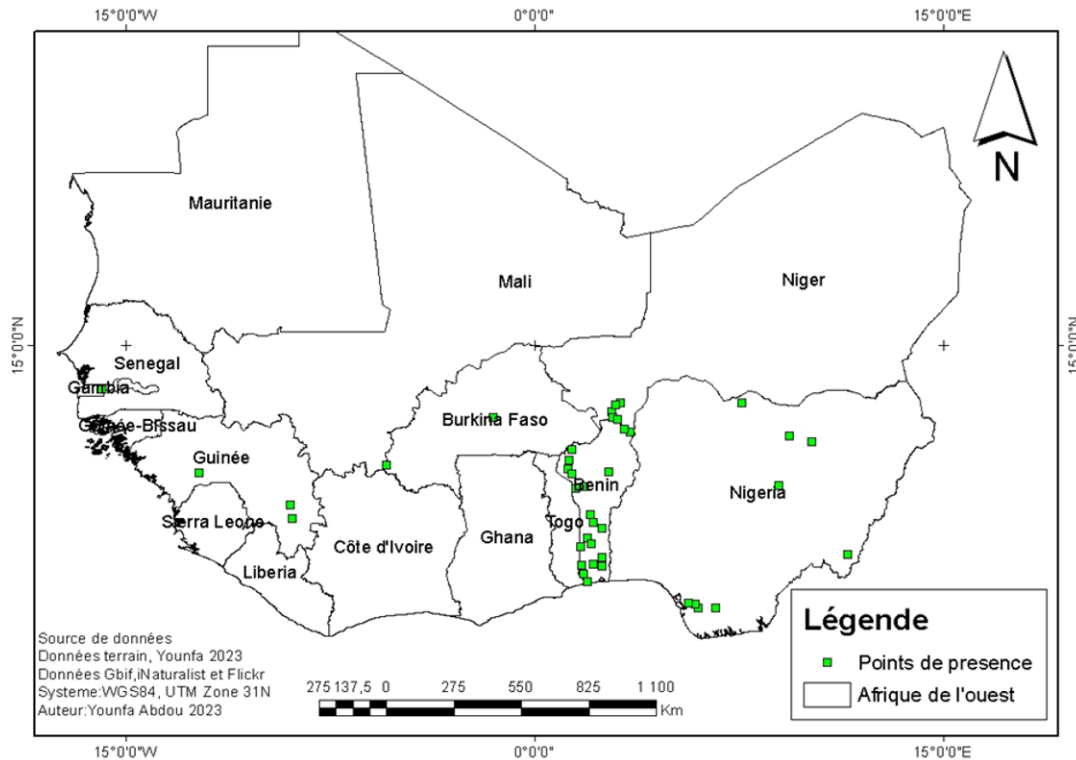 15°0'0"W 0°0'0" 15°0'0"E
N
Mauritanie
Mali
Niger
15°0'0"N 15°0'0"N
Senegal
Gambia
Burkina Faso
Guinée-Bissau
Guinée
Benin
Nigeria
Sierra Leone
Togo
Ghana
Côte d'Ivoire
Liberia
Légende
Points de presence
Afrique de l'ouest
Source de données
Données terrain, Younfa 2023
Données Gbif,iNaturalist et Flickr
Systeme:WGS84, UTM Zone 31N
Auteur:Younfa Abdou 2023
275 137,5 0 275 550 825 1 100
Km
15°0'0"W 0°0'0" 15°0'0"E